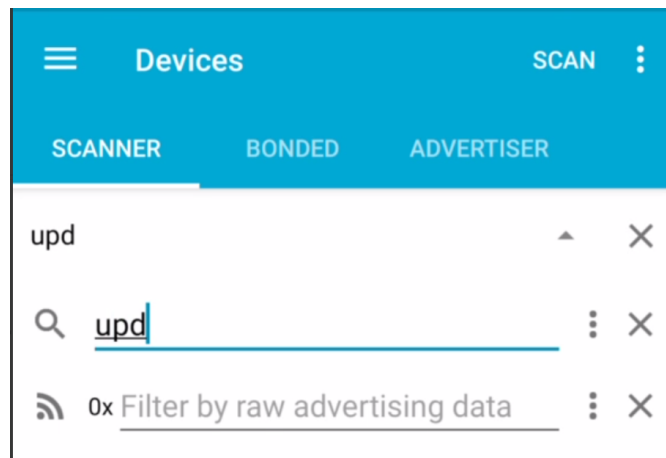 Devices SCAN
SCANNER BONDED ADVERTISER
upd
upd
0x Filter by raw advertising data